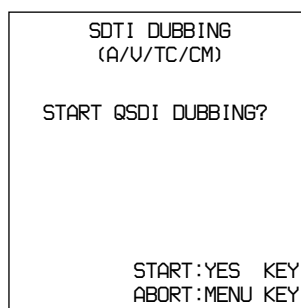 SDTI DUBBING
(A/V/TC/CM)
START QSDI DUBBING?
START:YES KEY
ABORT:MENU KEY